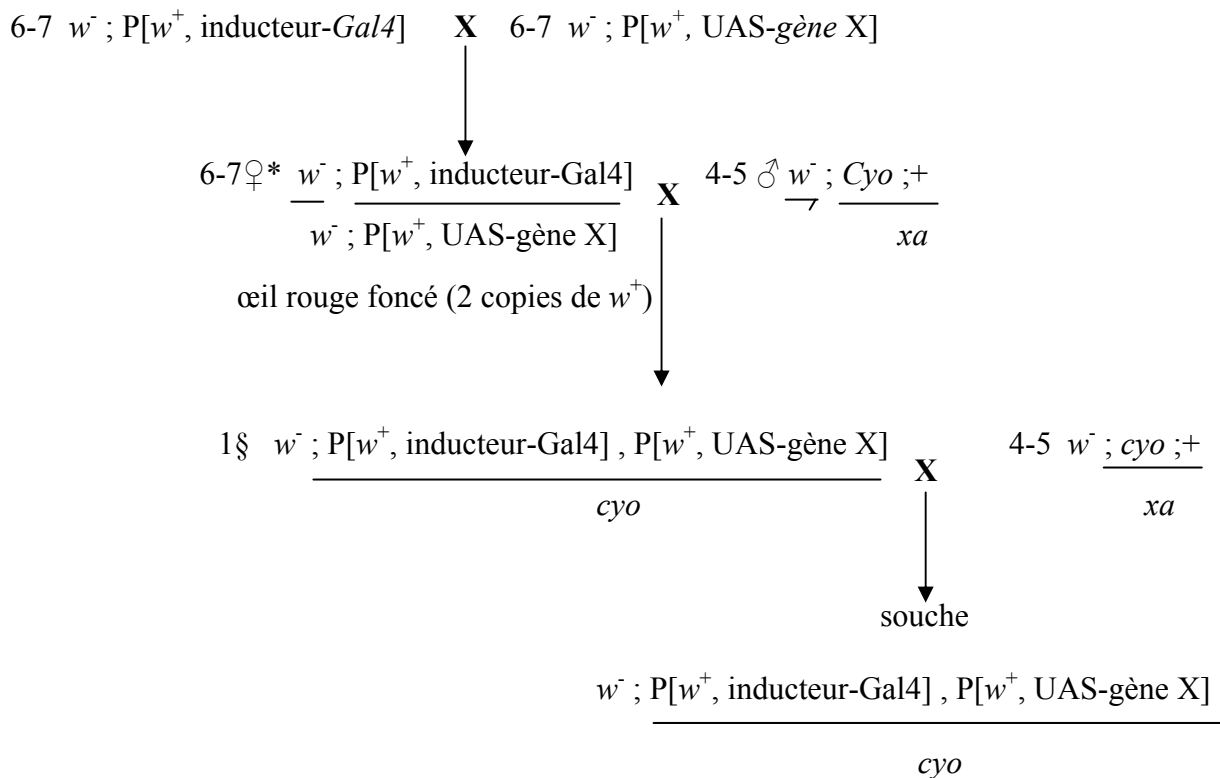 6-7 w⁻ ; P[w⁺, inducteur-Gal4] X 6-7 w⁻ ; P[w⁺, UAS-gène X]
6-7♀* w⁻ ; P[w⁺, inducteur-Gal4] X 4-5 ♂ w⁻ ; Cyo ;+
w⁻ ; P[w⁺, UAS-gène X] xa
œil rouge foncé (2 copies de w⁺)
1§ w⁻ ; P[w⁺, inducteur-Gal4] , P[w⁺, UAS-gène X] X 4-5 w⁻ ; cyo ;+
cyo xa
souche
w⁻ ; P[w⁺, inducteur-Gal4] , P[w⁺, UAS-gène X]
cyo